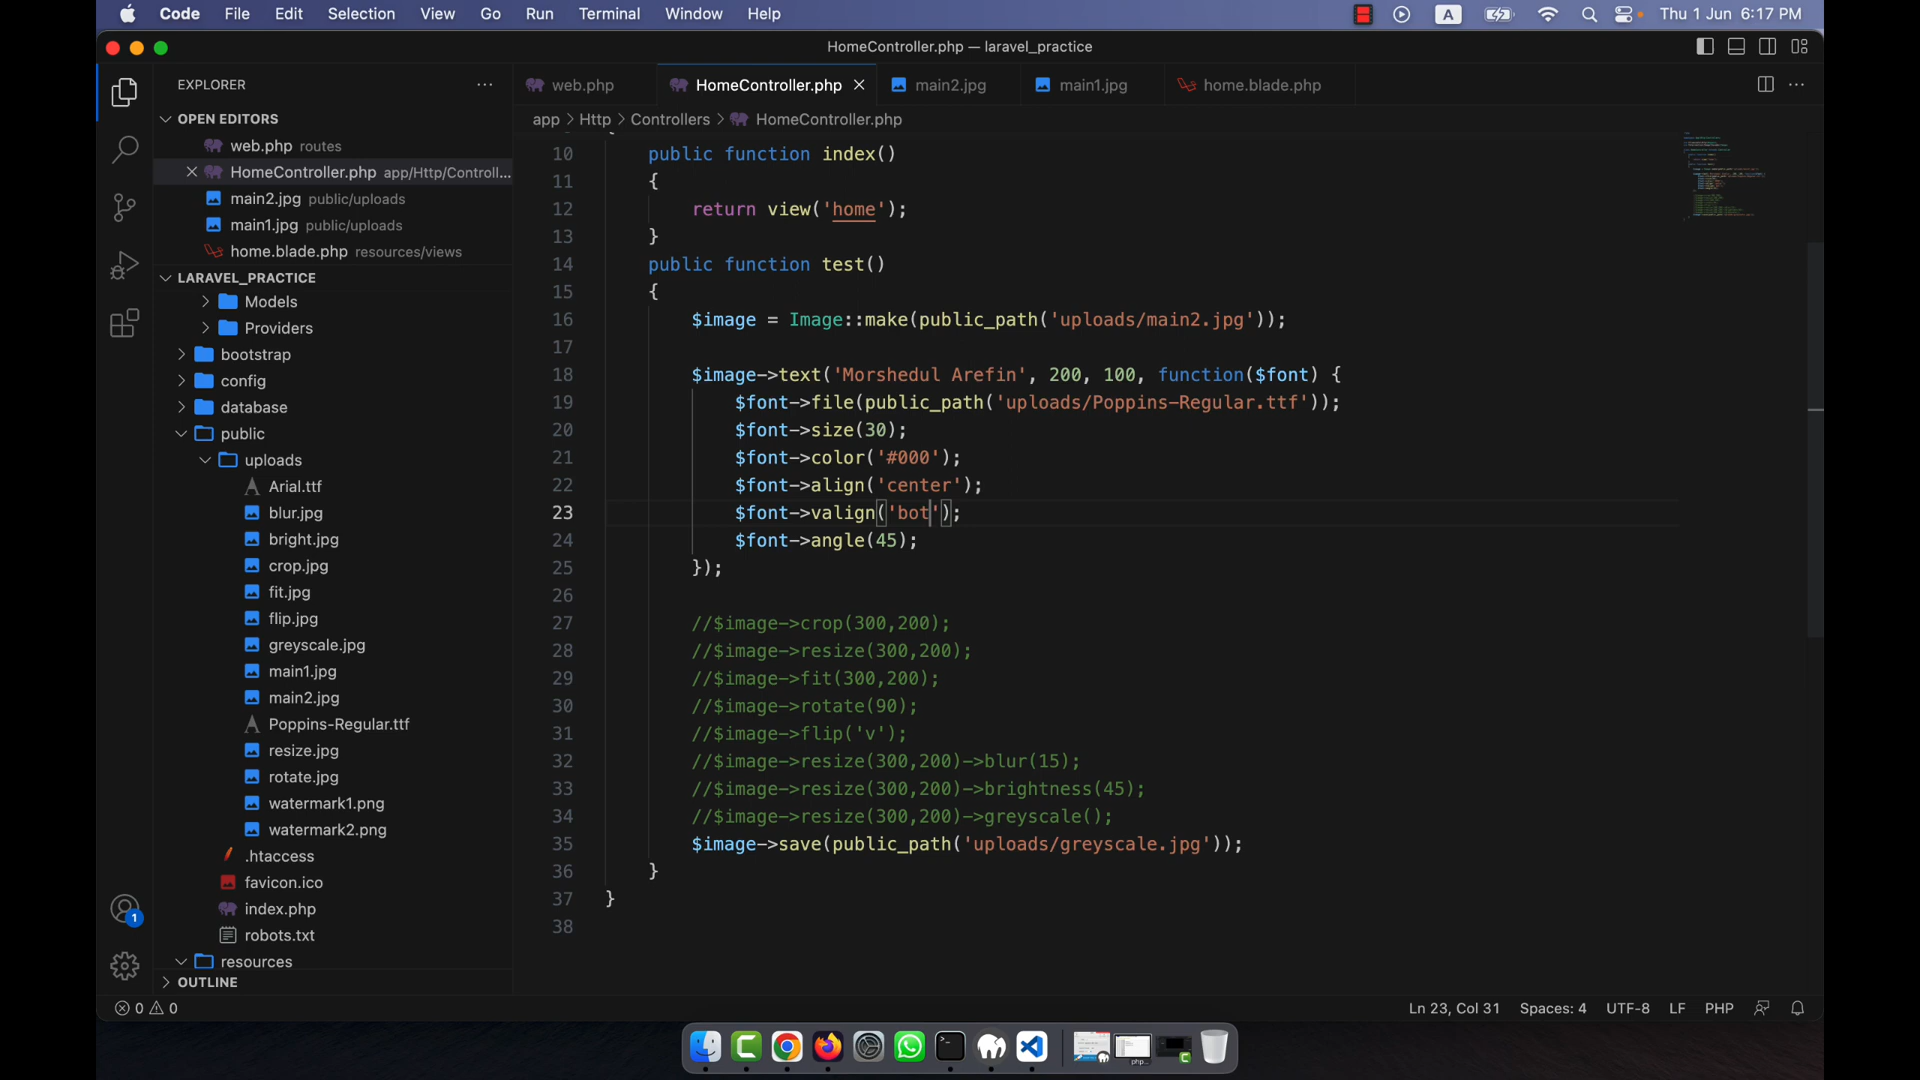 Code File Edit Selection View Go Run Terminal Window Help A Thu 1 Jun 6:17 PM
HomeController.php — laravel_practice
EXPLORER
OPEN EDITORS
web.php routes
HomeController.php app/Http/Controll...
main2.jpg public/uploads
main1.jpg public/uploads
home.blade.php resources/views
LARAVEL_PRACTICE
Models
Providers
bootstrap
config
database
public
uploads
Arial.ttf
blur.jpg
bright.jpg
crop.jpg
fit.jpg
flip.jpg
greyscale.jpg
main1.jpg
main2.jpg
Poppins-Regular.ttf
resize.jpg
rotate.jpg
watermark1.png
watermark2.png
.htaccess
favicon.ico
index.php
robots.txt
resources
OUTLINE
1
web.php HomeController.php main2.jpg main1.jpg home.blade.php
app > Http > Controllers > HomeController.php
10 public function index()
11 {
12 return view('home');
13 }
14 public function test()
15 {
16 $image = Image::make(public_path('uploads/main2.jpg'));
17
18 $image->text('Morshedul Arefin', 200, 100, function($font) {
19 $font->file(public_path('uploads/Poppins-Regular.ttf'));
20 $font->size(30);
21 $font->color('#000');
22 $font->align('center');
23 $font->valign('bot');
24 $font->angle(45);
25 });
26
27 //$image->crop(300,200);
28 //$image->resize(300,200);
29 //$image->fit(300,200);
30 //$image->rotate(90);
31 //$image->flip('v');
32 //$image->resize(300,200)->blur(15);
33 //$image->resize(300,200)->brightness(45);
34 //$image->resize(300,200)->greyscale();
35 $image->save(public_path('uploads/greyscale.jpg'));
36 }
37 }
38
0 0 Ln 23, Col 31 Spaces: 4 UTF-8 LF PHP